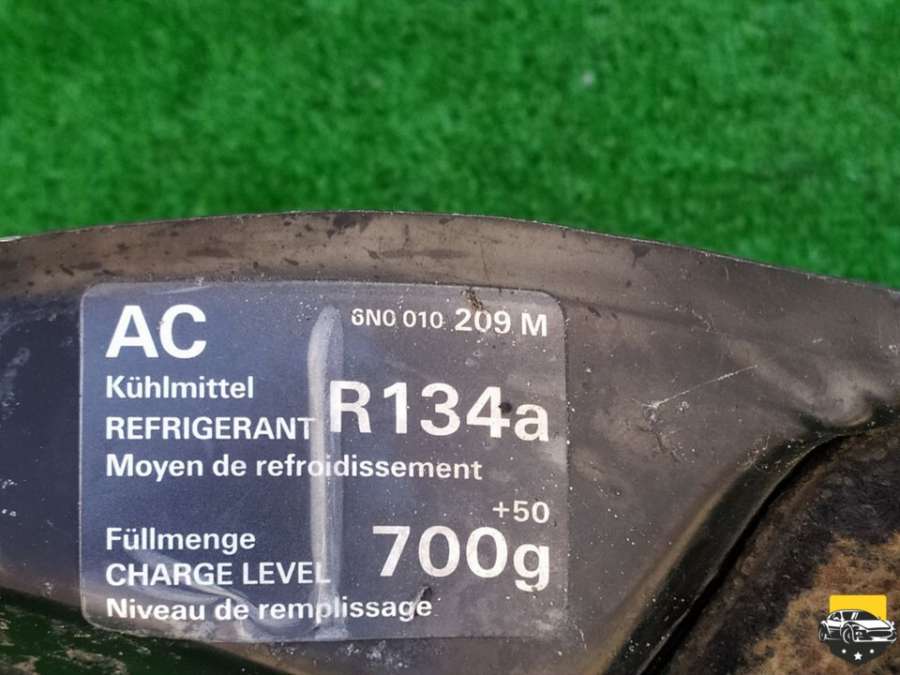 AC 6N0 010 209 M
Kühlmittel
REFRIGERANT R134a
Moyen de refroidissement
+50
Füllmenge
CHARGE LEVEL 700g
Niveau de remplissage